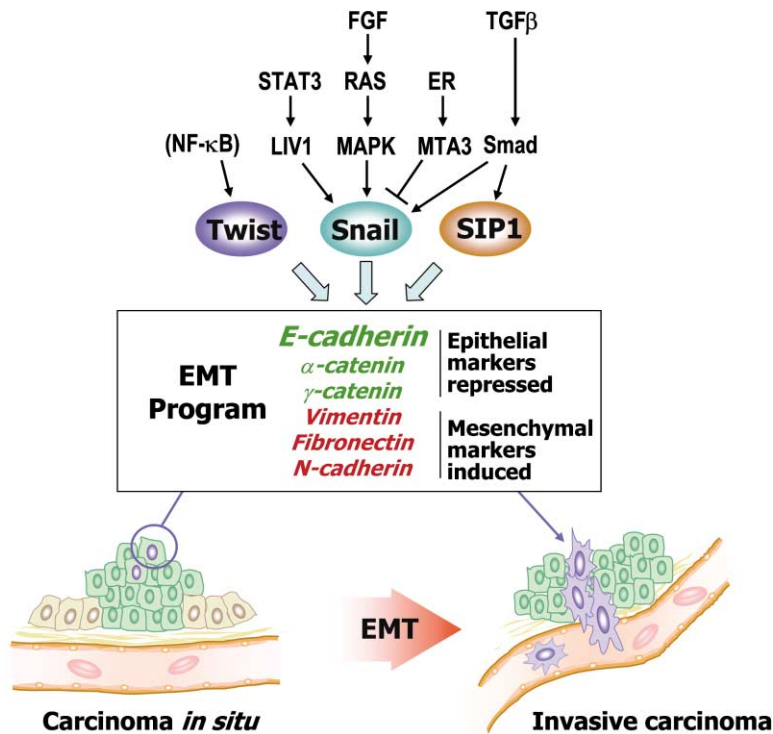 FGF
TGFβ
STAT3
RAS
ER
(NF-κB)
LIV1
MAPK
MTA3
Smad
Twist
Snail
SIP1
EMT
Program
E-cadherin
α-catenin
γ-catenin
Vimentin
Fibronectin
N-cadherin
Epithelial
markers
repressed
Mesenchymal
markers
induced
EMT
Carcinoma in situ
Invasive carcinoma